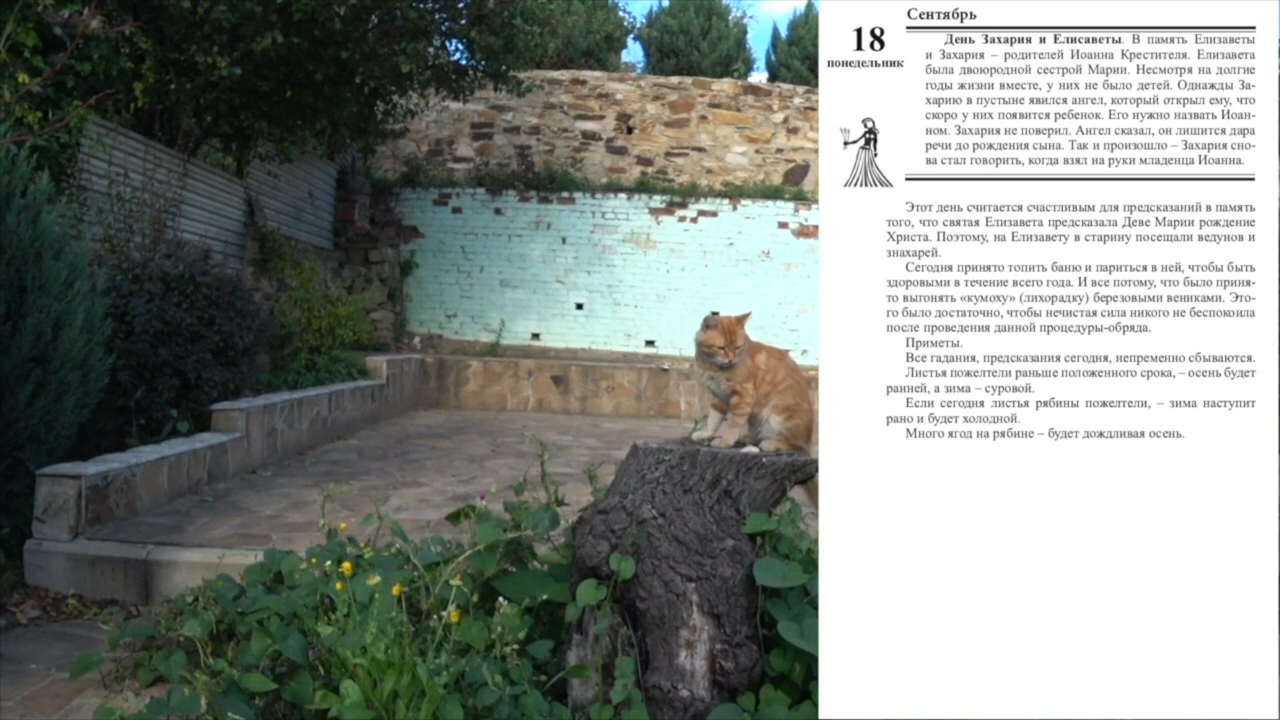 Сентябрь
18
понедельник
День Захария и Елисаветы. В память Елизаветы
и Захария – родителей Иоанна Крестителя. Елизавета
была двоюродной сестрой Марии. Несмотря на долгие
годы жизни вместе, у них не было детей. Однажды За-
харию в пустыне явился ангел, который открыл ему, что
скоро у них появится ребенок. Его нужно назвать Иоан-
ном. Захария не поверил. Ангел сказал, он лишится дара
речи до рождения сына. Так и произошло – Захария сно-
ва стал говорить, когда взял на руки младенца Иоанна.
Этот день считается счастливым для предсказаний в память
того, что святая Елизавета предсказала Деве Марии рождение
Христа. Поэтому, на Елизавету в старину посещали ведунов и
знахарей.
Сегодня принято топить баню и париться в ней, чтобы быть
здоровыми в течение всего года. И все потому, что было приня-
то выгонять «кумоху» (лихорадку) березовыми вениками. Это-
го было достаточно, чтобы нечистая сила никого не беспокоила
после проведения данной процедуры-обряда.
Приметы.
Все гадания, предсказания сегодня, непременно сбываются.
Листья пожелтели раньше положенного срока, – осень будет
ранней, а зима – суровой.
Если сегодня листья рябины пожелтели, – зима наступит
рано и будет холодной.
Много ягод на рябине – будет дождливая осень.